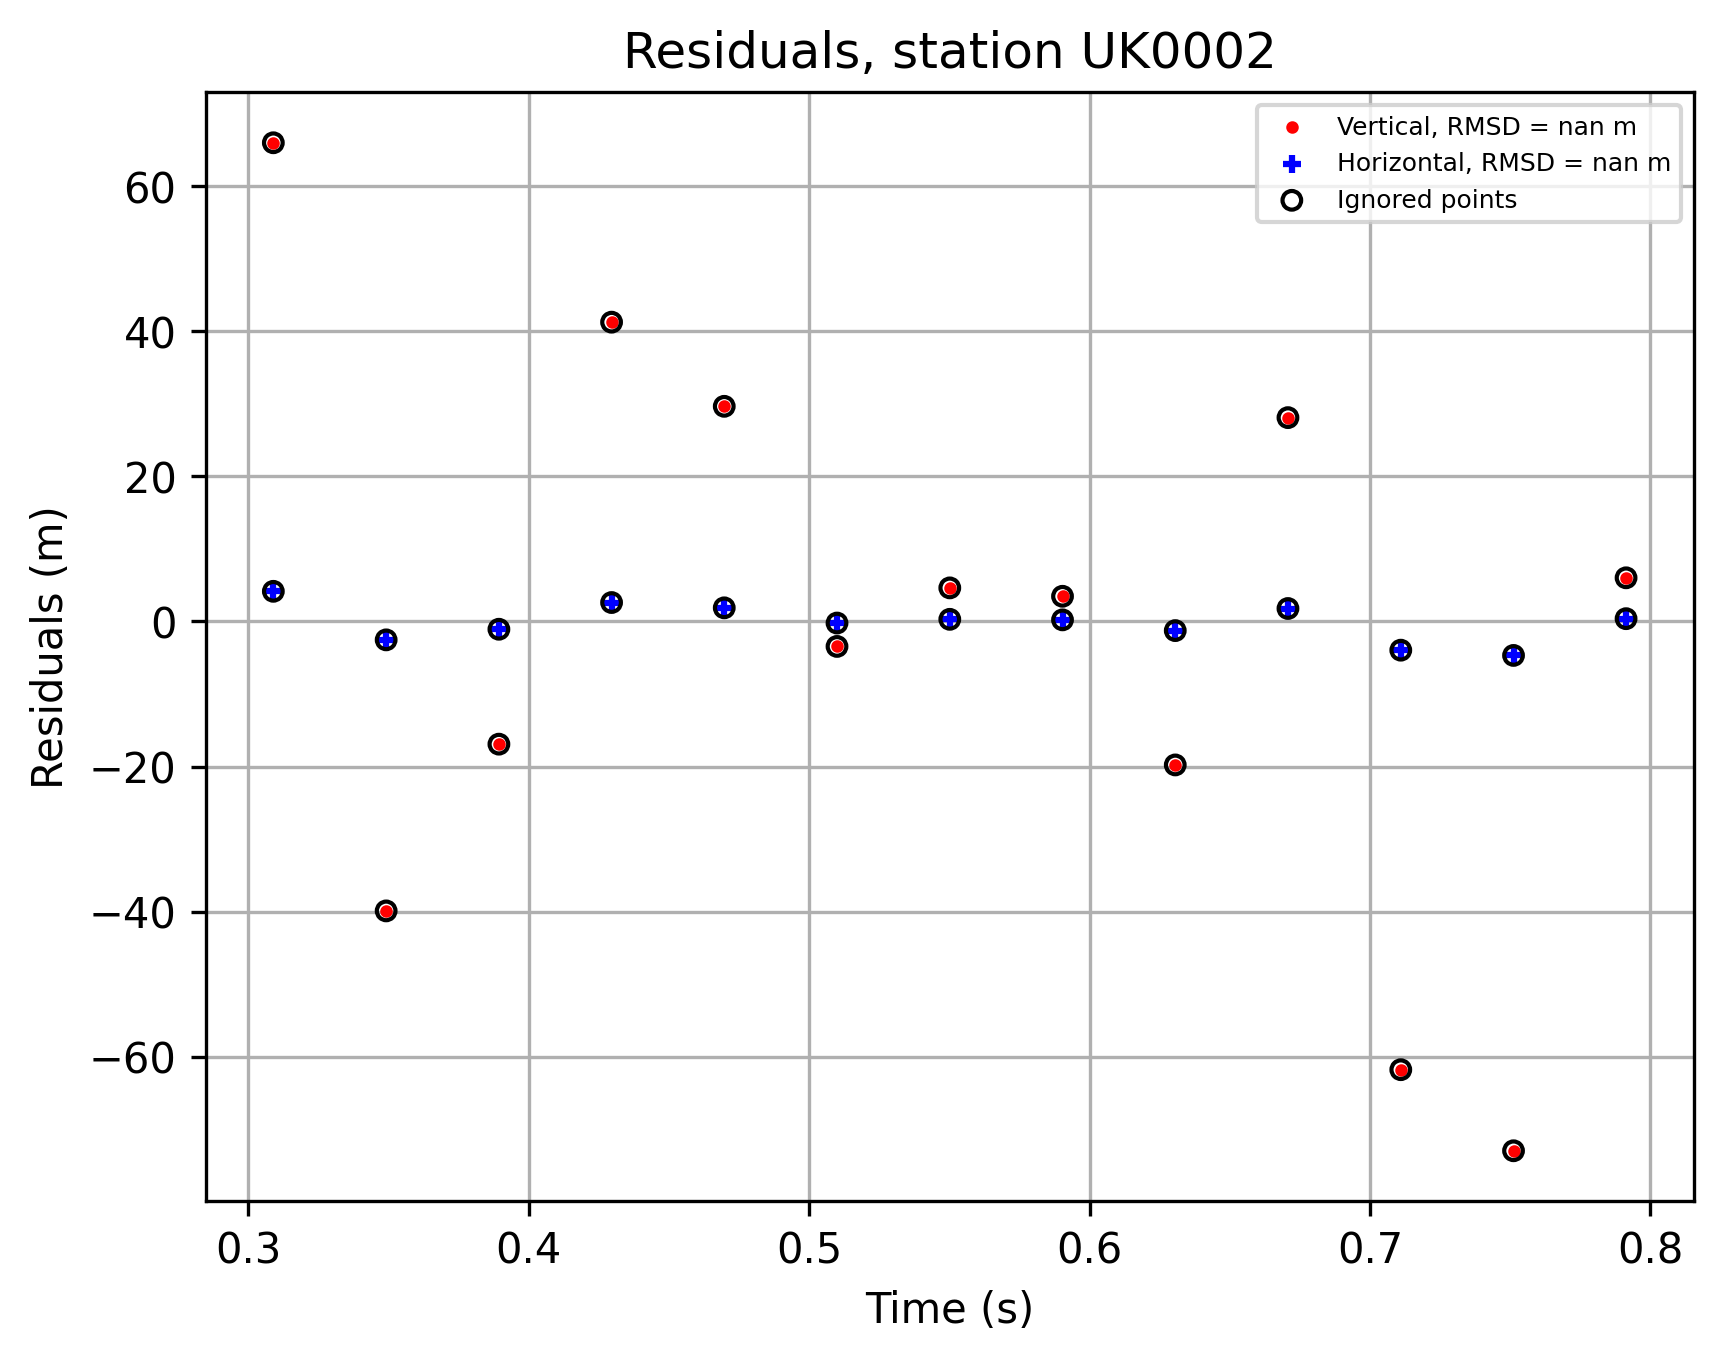 Residuals, station UK0002
Vertical, RMSD = nan m
Horizontal, RMSD = nan m
Ignored points
Residuals (m)
60
40
20
0
−20
−40
−60
0.3 0.4 0.5 0.6 0.7 0.8
Time (s)